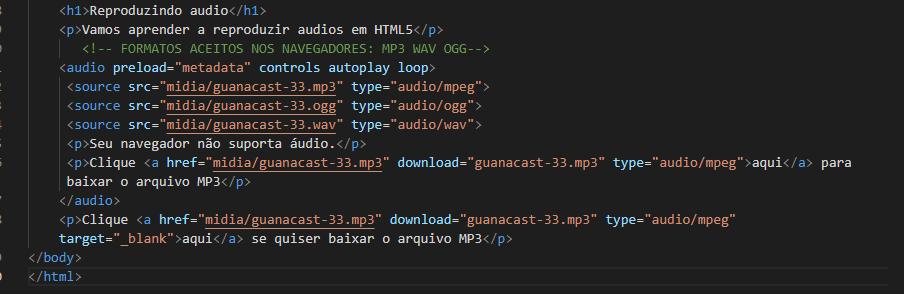 <h1>Reproduzindo audio</h1>
<p>Vamos aprender a reproduzir audios em HTML5</p>
<!-- FORMATOS ACEITOS NOS NAVEGADORES: MP3 WAV OGG-->
<audio preload="metadata" controls autoplay loop>
<source src="midia/guanacast-33.mp3" type="audio/mpeg">
<source src="midia/guanacast-33.ogg" type="audio/ogg">
<source src="midia/guanacast-33.wav" type="audio/wav">
<p>Seu navegador não suporta áudio.</p>
<p>Clique <a href="midia/guanacast-33.mp3" download="guanacast-33.mp3" type="audio/mpeg">aqui</a> para
baixar o arquivo MP3</p>
</audio>
<p>Clique <a href="midia/guanacast-33.mp3" download="guanacast-33.mp3" type="audio/mpeg"
target="_blank">aqui</a> se quiser baixar o arquivo MP3</p>
</body>
</html>